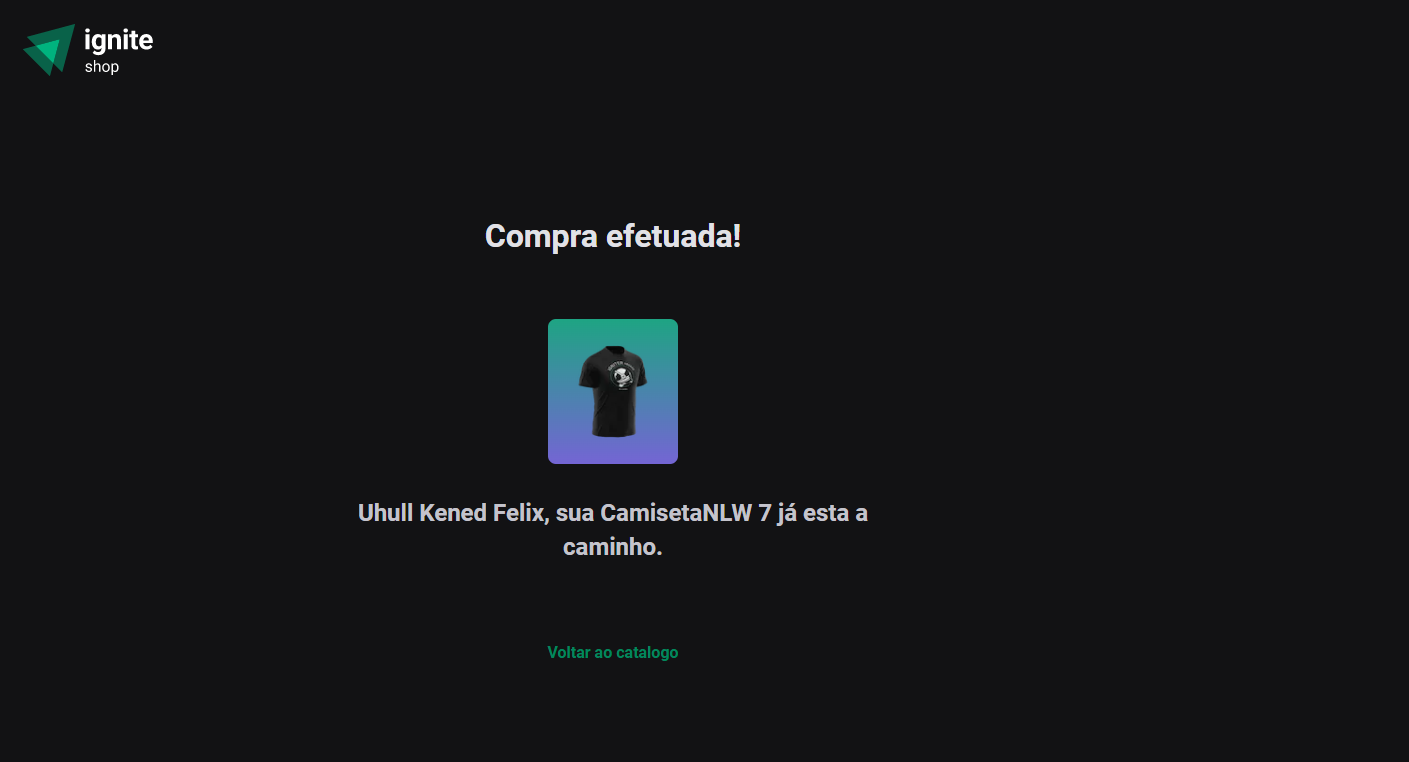 ignite
shop
Compra efetuada!
Uhull Kened Felix, sua CamisetaNLW 7 já esta a
caminho.
Voltar ao catalogo